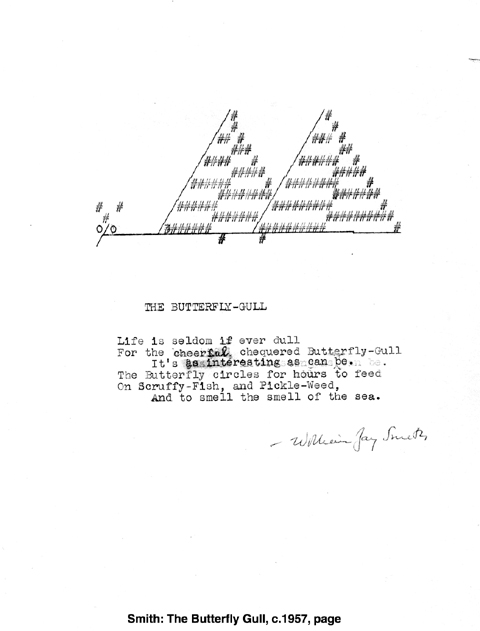 THE BUTTERFLY-GULL
Life is seldom if ever dull
For the cheerful, chequered Butterfly-Gull
It's as interesting as can be.
The Butterfly circles for hours to feed
On Scruffy-Fish, and Pickle-Weed,
And to smell the smell of the sea.
– William Jay Smith
Smith: The Butterfly Gull, c.1957, page